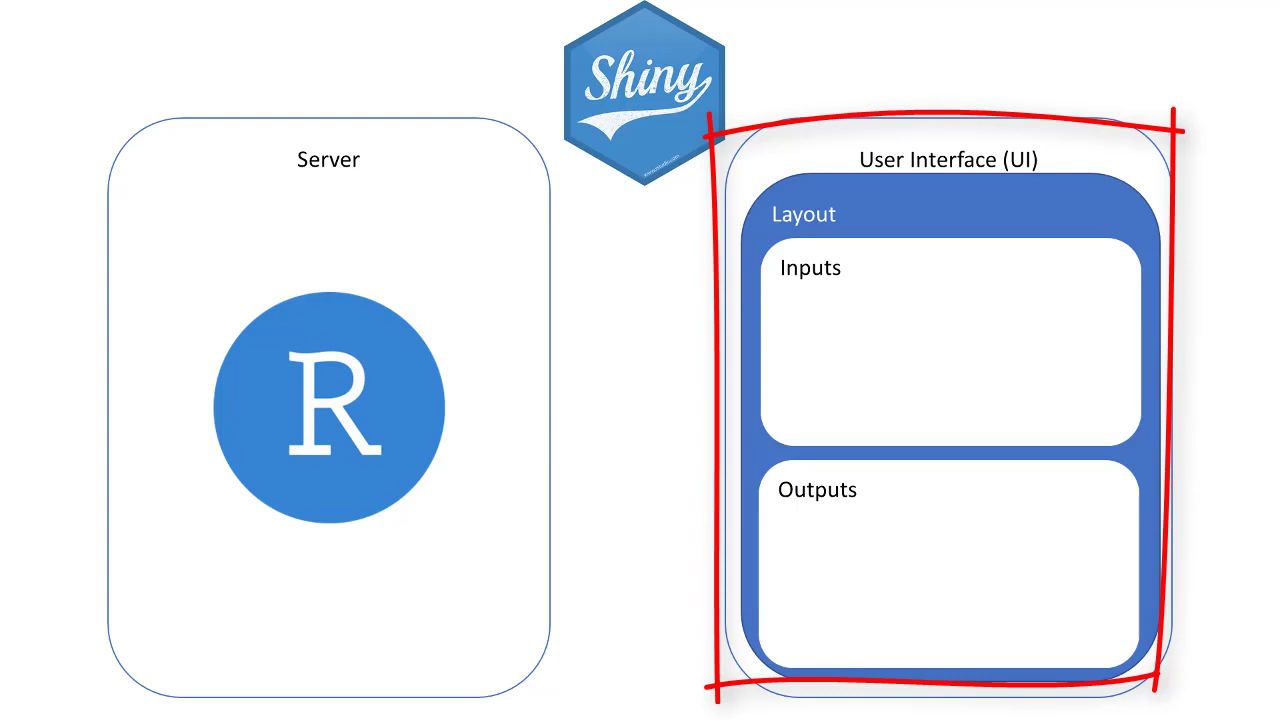 Shiny
Server
R
User Interface (UI)
Layout
Inputs
Outputs